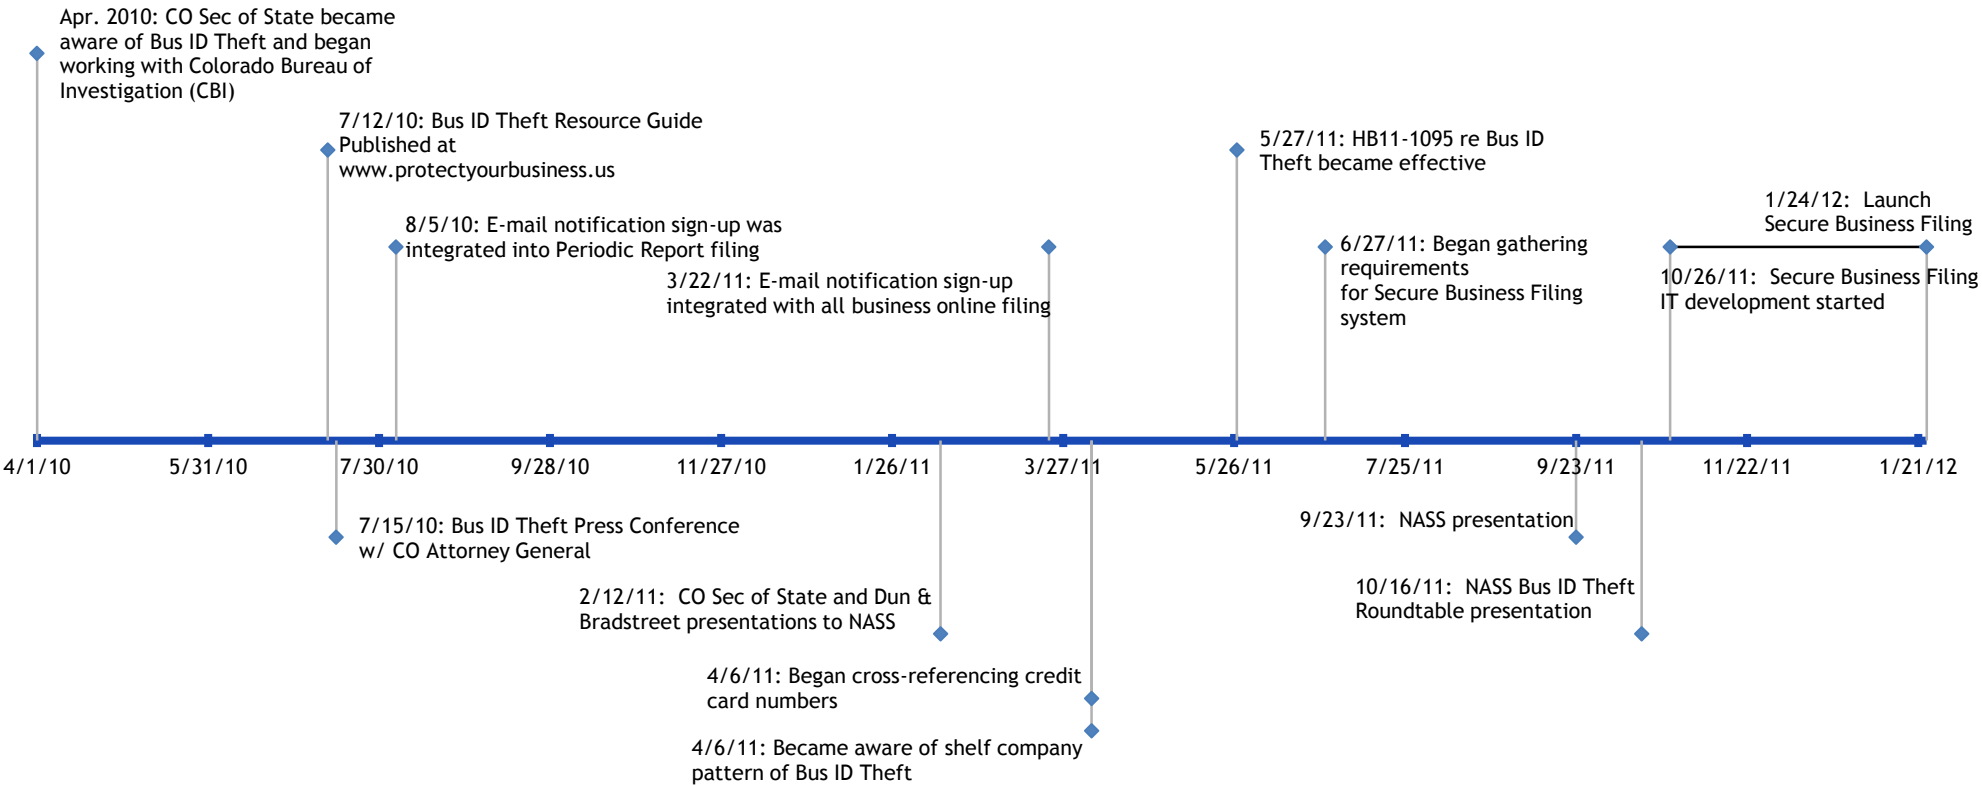 Apr. 2010: CO Sec of State became
aware of Bus ID Theft and began
working with Colorado Bureau of
Investigation (CBI)
7/12/10: Bus ID Theft Resource Guide
Published at
www.protectyourbusiness.us
8/5/10: E-mail notification sign-up was
integrated into Periodic Report filing
3/22/11: E-mail notification sign-up
integrated with all business online filing
5/27/11: HB11-1095 re Bus ID
Theft became effective
6/27/11: Began gathering
requirements
for Secure Business Filing
system
1/24/12:  Launch
Secure Business Filing
10/26/11:  Secure Business Filing
IT development started
4/1/10
5/31/10
7/30/10
9/28/10
11/27/10
1/26/11
3/27/11
5/26/11
7/25/11
9/23/11
11/22/11
1/21/12
7/15/10: Bus ID Theft Press Conference
w/ CO Attorney General
2/12/11:  CO Sec of State and Dun &
Bradstreet presentations to NASS
4/6/11: Began cross-referencing credit
card numbers
4/6/11: Became aware of shelf company
pattern of Bus ID Theft
9/23/11:  NASS presentation
10/16/11:  NASS Bus ID Theft
Roundtable presentation